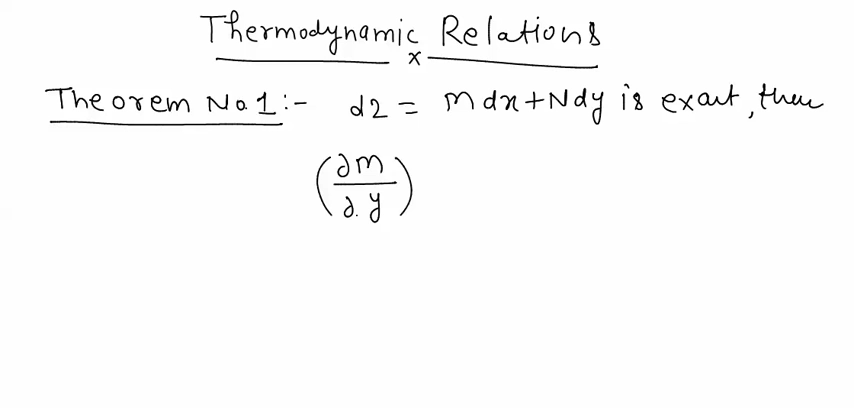 Thermodynamic Relations
x
Theorem No.1:- dz = Mdx+Ndy is exact, then
(∂M/∂y)